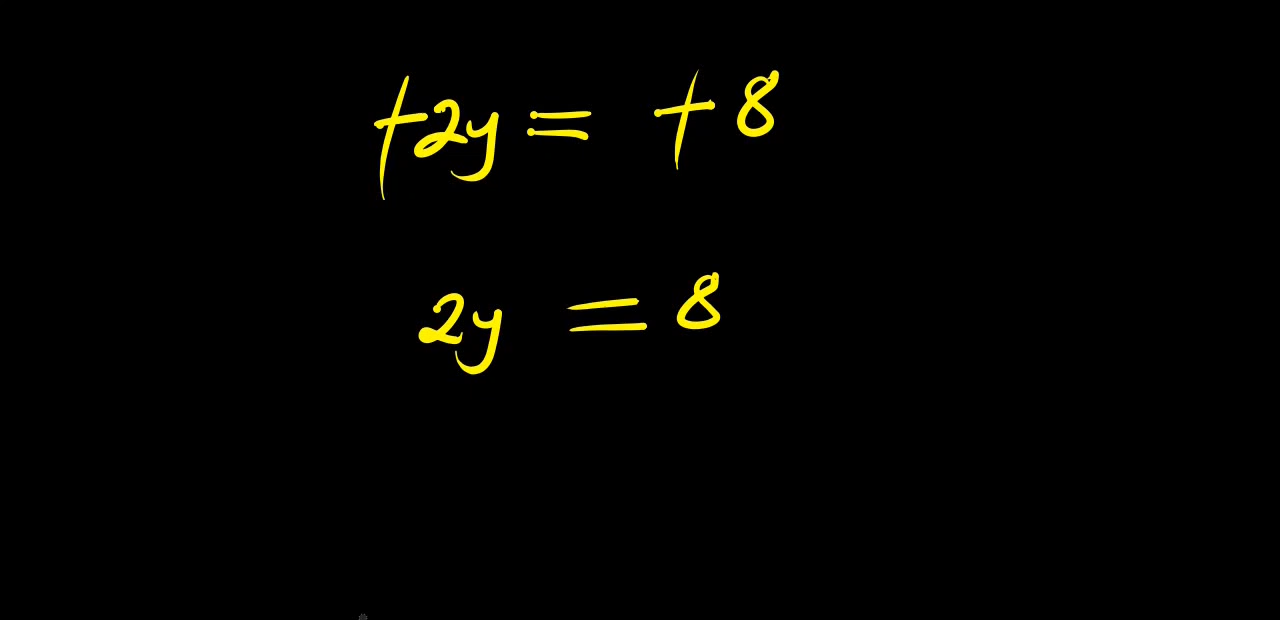 +2y = +8
2y = 8